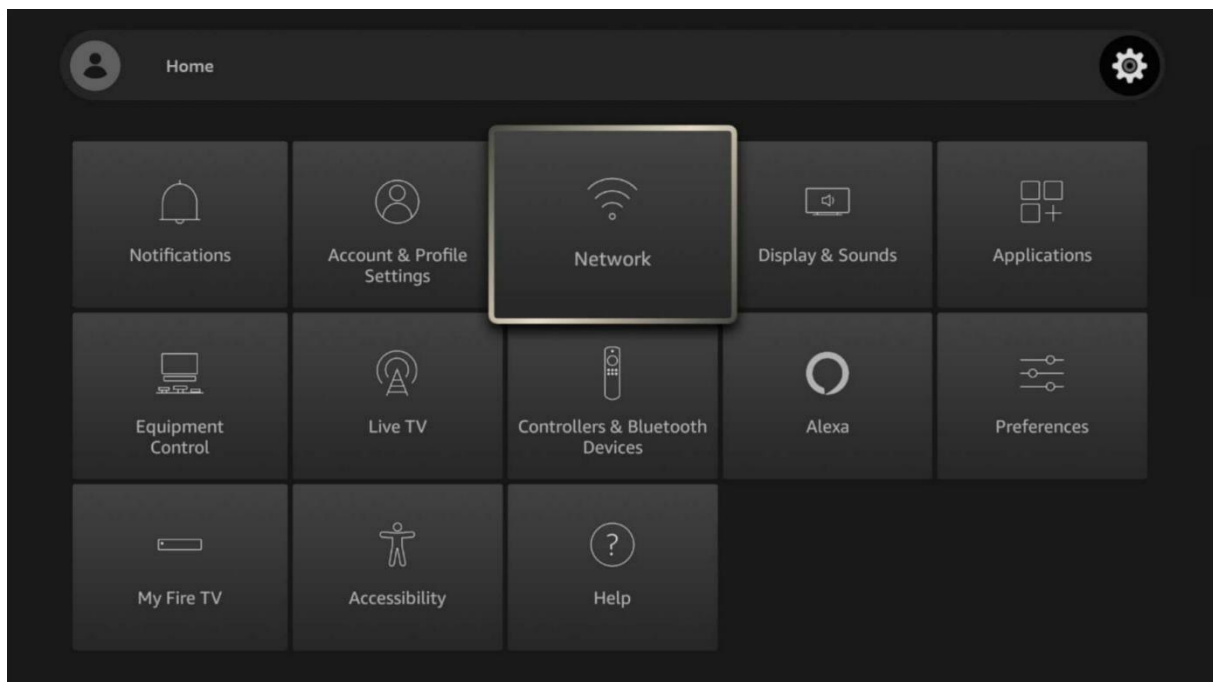 Home
Notifications
Account & Profile
Settings
Network
Display & Sounds
Applications
Equipment
Control
Live TV
Controllers & Bluetooth
Devices
Alexa
Preferences
My Fire TV
Accessibility
Help